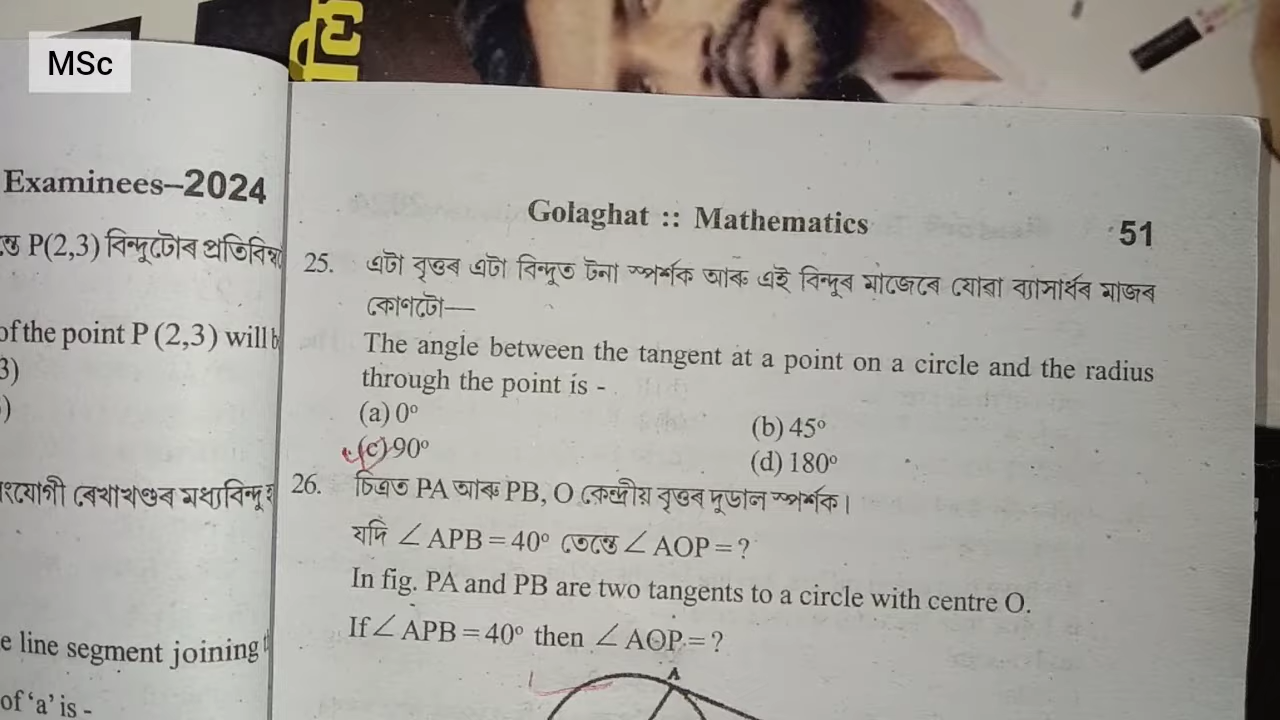 MSc
Examinees–2024
P(2,3) বিন্দুটোৰ প্ৰতিবিম্ব
of the point P (2,3) will b
3)
)
ৰেখাখণ্ডৰ মধ্যবিন্দু
e line segment joining
of ‘a’ is -
Golaghat :: Mathematics
51
25. এটা বৃত্তৰ এটা বিন্দুত টনা স্পৰ্শক আৰু এই বিন্দুৰ মাজেৰে যোৱা ব্যাসাৰ্ধৰ মাজৰ
কোণটো—
The angle between the tangent at a point on a circle and the radius
through the point is -
(a) 0°
(b) 45°
(c) 90°
(d) 180°
26. চিত্ৰত PA আৰু PB, O কেন্দ্ৰীয় বৃত্তৰ দুডাল স্পৰ্শক।
যদি ∠ APB = 40° তেন্তে ∠ AOP = ?
In fig. PA and PB are two tangents to a circle with centre O.
If ∠ APB = 40° then ∠ AOP = ?
A